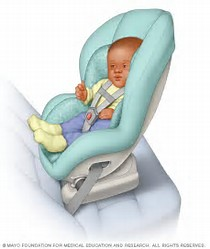 © MAYO FOUNDATION FOR MEDICAL EDUCATION AND RESEARCH. ALL RIGHTS RESERVED.